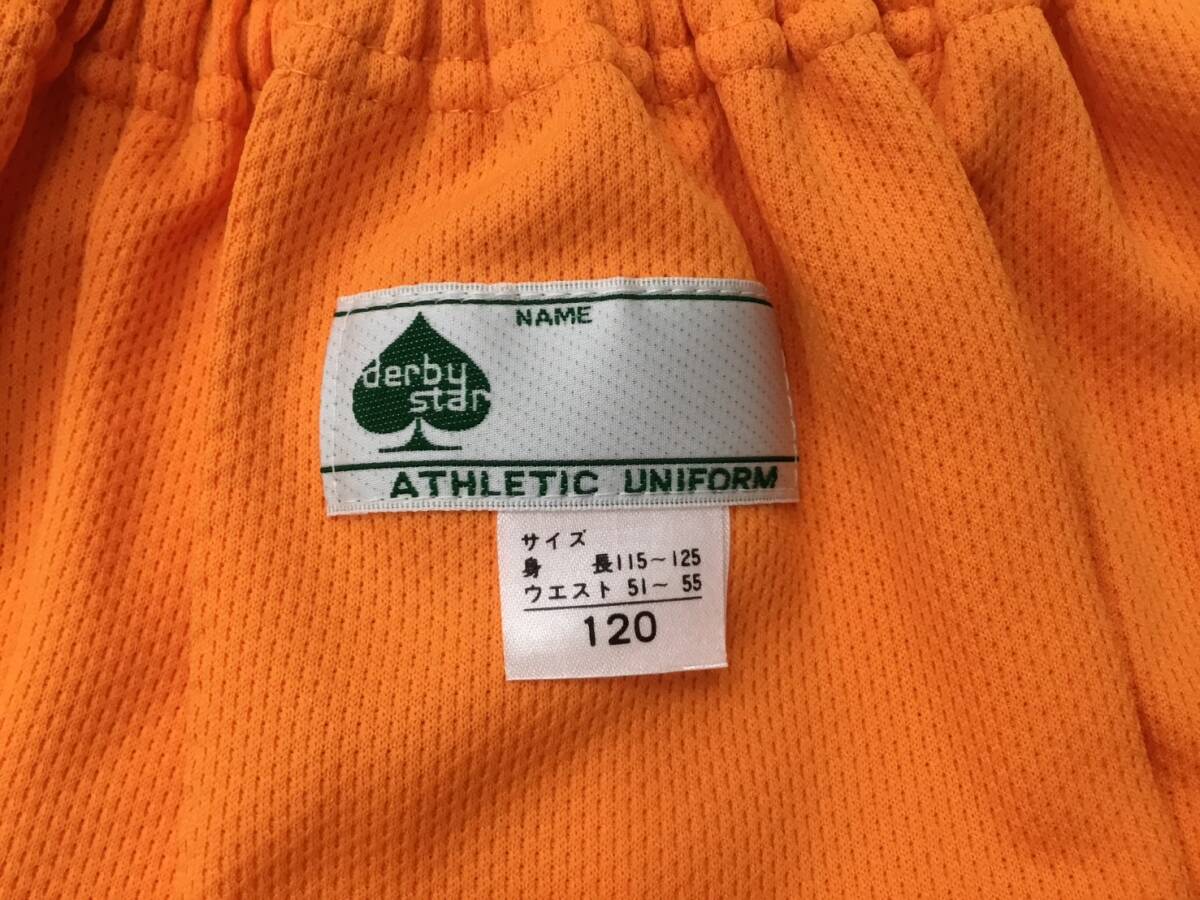 NAME
derby
star
ATHLETIC UNIFORM
サイズ
身 長115～125
ウエスト 51～ 55
120